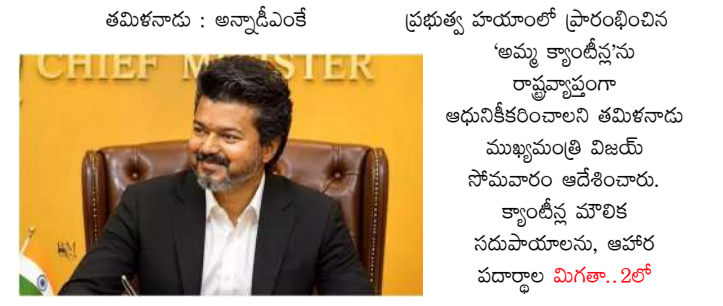 తమిళనాడు : అన్నాడీఎంకే ప్రభుత్వ హయాంలో ప్రారంభించిన
'అమ్మ క్యాంటీన్ల'ను
రాష్ట్రవ్యాప్తంగా
ఆధునికీకరించాలని తమిళనాడు
ముఖ్యమంత్రి విజయ్
సోమవారం ఆదేశించారు.
క్యాంటీన్ల మౌలిక
సదుపాయాలను, ఆహార
పదార్థాల మిగతా..2లో
CHIEF MINISTER